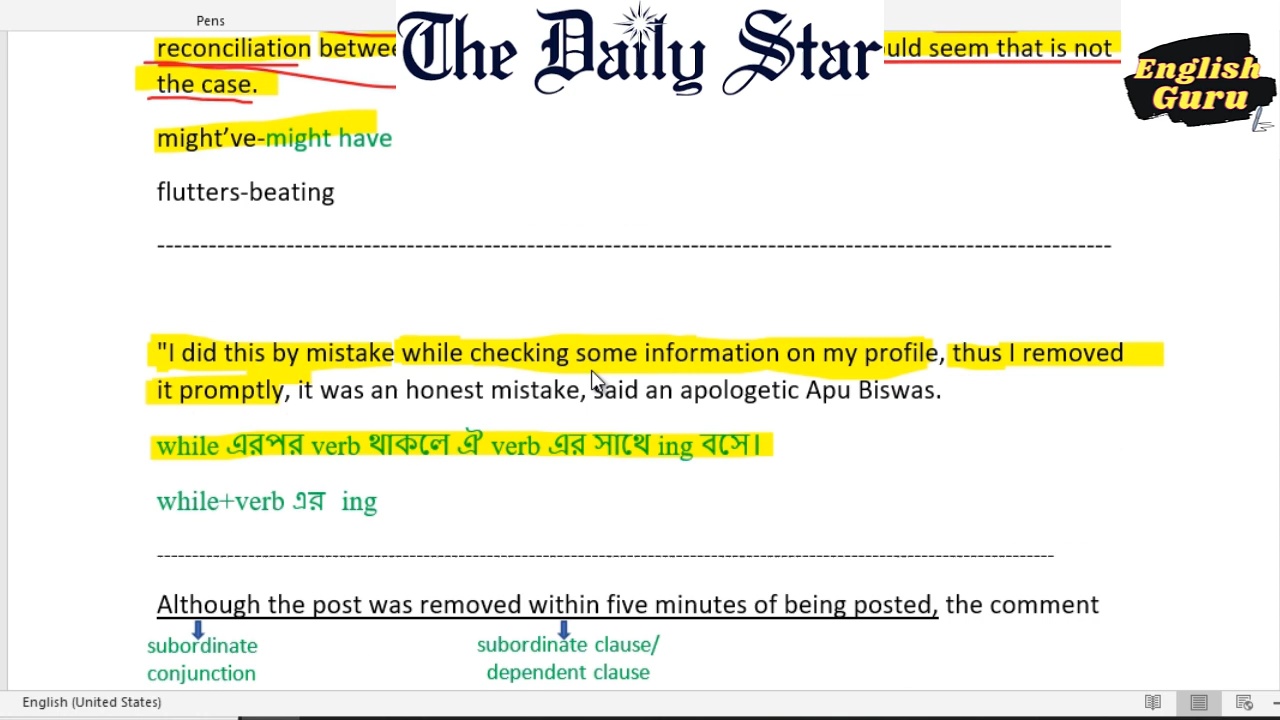 Pens
The Daily Star
English
Guru
reconciliation betwee uld seem that is not
the case.
might've-might have
flutters-beating
"I did this by mistake while checking some information on my profile, thus I removed
it promptly, it was an honest mistake, said an apologetic Apu Biswas.
while এরপর verb থাকলে ঐ verb এর সাথে ing বসে।
while+verb এর ing
Although the post was removed within five minutes of being posted, the comment
subordinate
conjunction
subordinate clause/
dependent clause
English (United States)